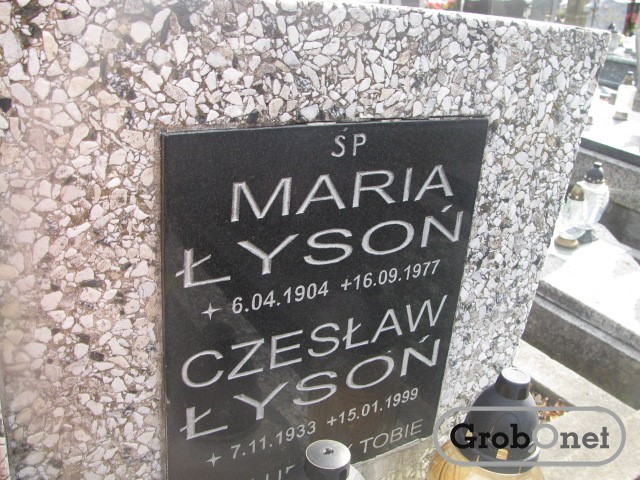 ŚP
MARIA
ŁYSOŃ
6.04.1904 +16.09.1977
CZESŁAW
ŁYSOŃ
7.11.1933 +15.01.1999
TOBIE
GrobOnet